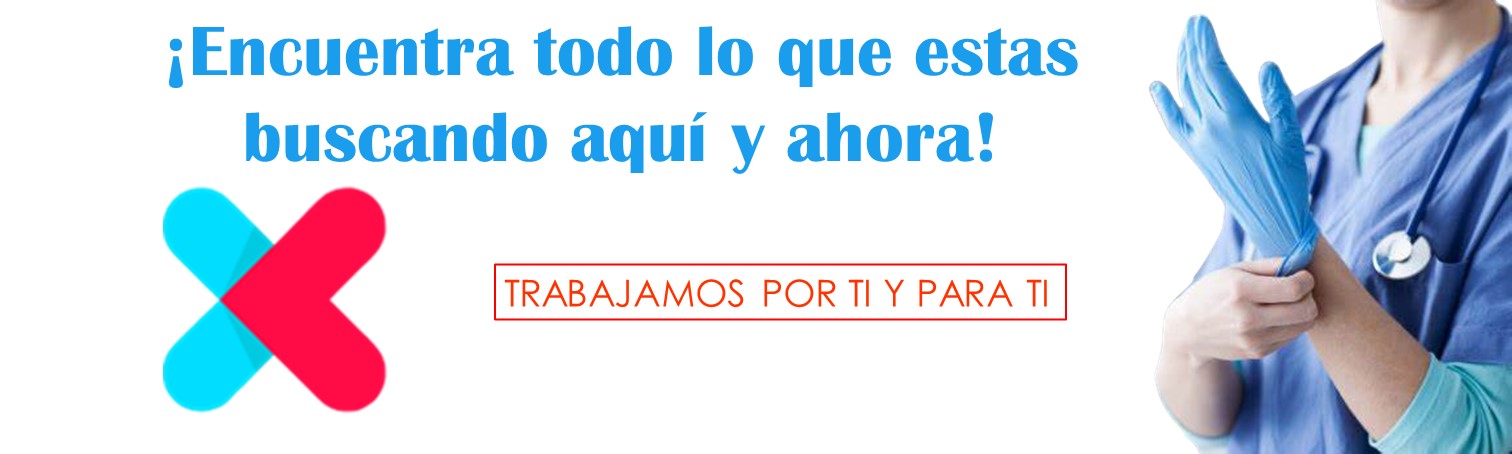 ¡Encuentra todo lo que estas
buscando aquí y ahora!
TRABAJAMOS POR TI Y PARA TI